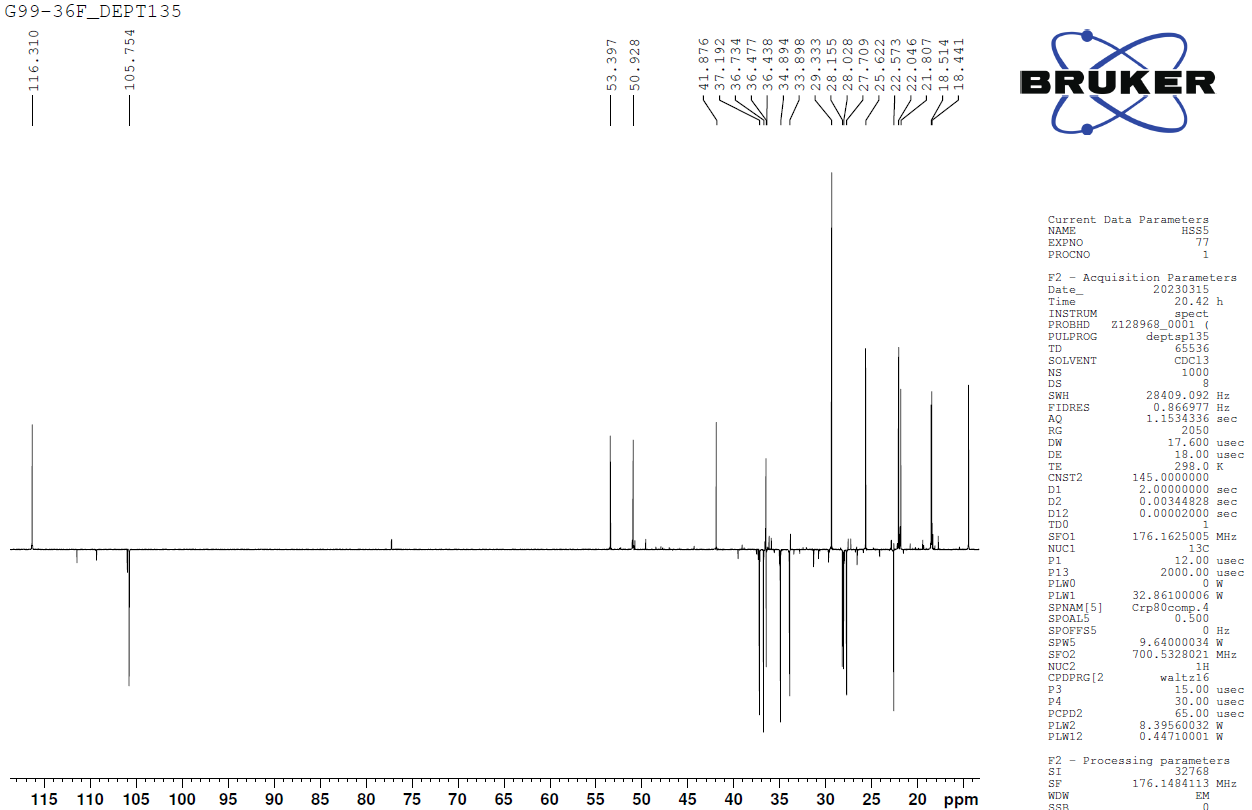 G99-36F_DEPT135
116.310
105.754
53.397
50.928
41.876
37.192
36.734
36.477
36.438
34.894
33.898
29.333
28.155
28.028
27.709
25.622
22.573
22.046
21.807
18.514
18.441
BRUKER
Current Data Parameters
NAME HSS5
EXPNO 77
PROCNO 1
F2 - Acquisition Parameters
Date_ 20230315
Time 20.42 h
INSTRUM spect
PROBHD Z128968_0001 (
PULPROG deptsp135
TD 65536
SOLVENT CDCl3
NS 1000
DS 8
SWH 28409.092 Hz
FIDRES 0.866977 Hz
AQ 1.1534336 sec
RG 2050
DW 17.600 usec
DE 18.00 usec
TE 298.0 K
CNST2 145.0000000
D1 2.00000000 sec
D2 0.00344828 sec
D12 0.00002000 sec
TD0 1
SFO1 176.1625005 MHz
NUC1 13C
P1 12.00 usec
P13 2000.00 usec
PLW0 0 W
PLW1 32.86100006 W
SPNAM[5] Crp80comp.4
SPOAL5 0.500
SPOFFS5 0 Hz
SPW5 9.64000034 W
SFO2 700.5328021 MHz
NUC2 1H
CPDPRG[2 waltz16
P3 15.00 usec
P4 30.00 usec
PCPD2 65.00 usec
PLW2 8.39560032 W
PLW12 0.44710001 W
F2 - Processing parameters
SI 32768
SF 176.1484113 MHz
WDW EM
SSB 0
115 110 105 100 95 90 85 80 75 70 65 60 55 50 45 40 35 30 25 20 ppm